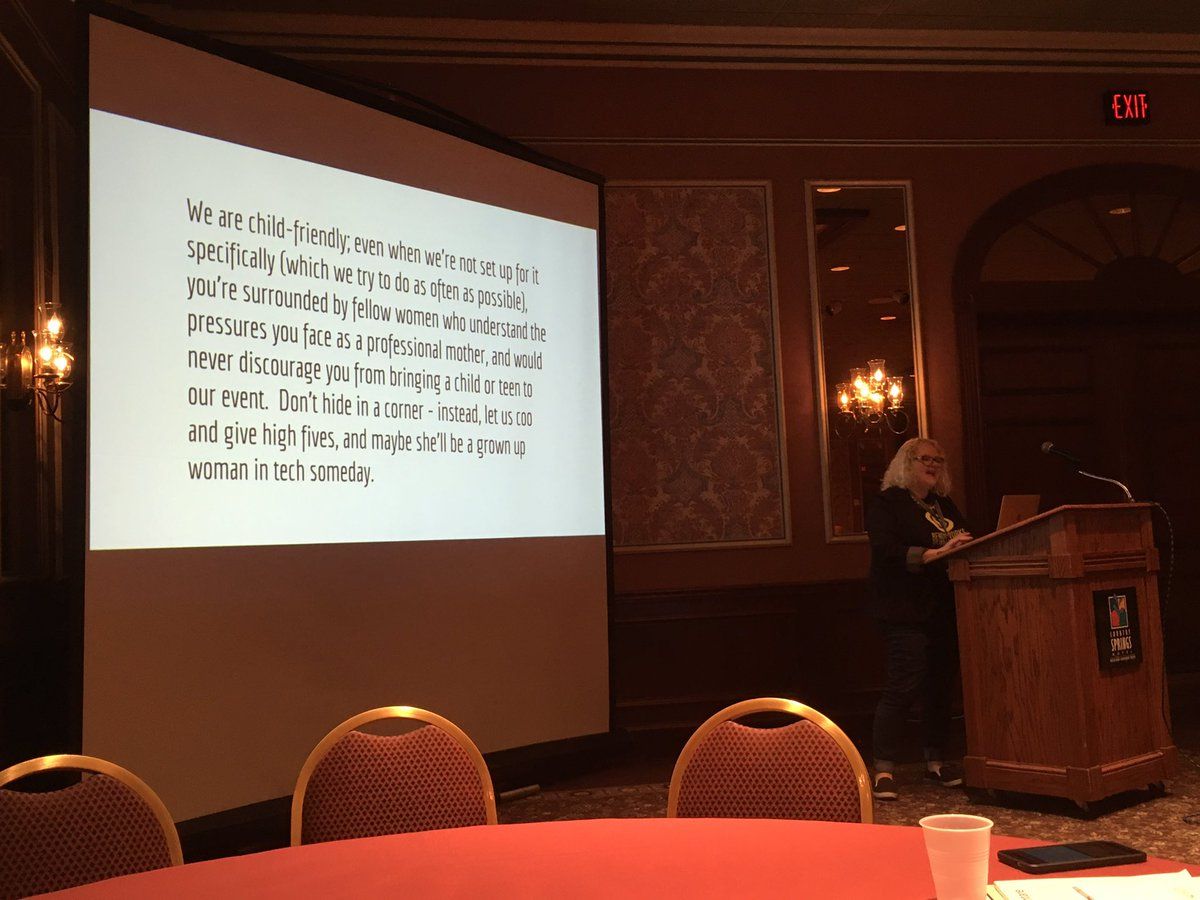 We are child-friendly; even when we're not set up for it
specifically (which we try to do as often as possible),
you're surrounded by fellow women who understand the
pressures you face as a professional mother, and would
never discourage you from bringing a child or teen to
our event.  Don't hide in a corner - instead, let us coo
and give high fives, and maybe she'll be a grown up
woman in tech someday.
EXIT
COUNTRY
SPRINGS
HOTEL